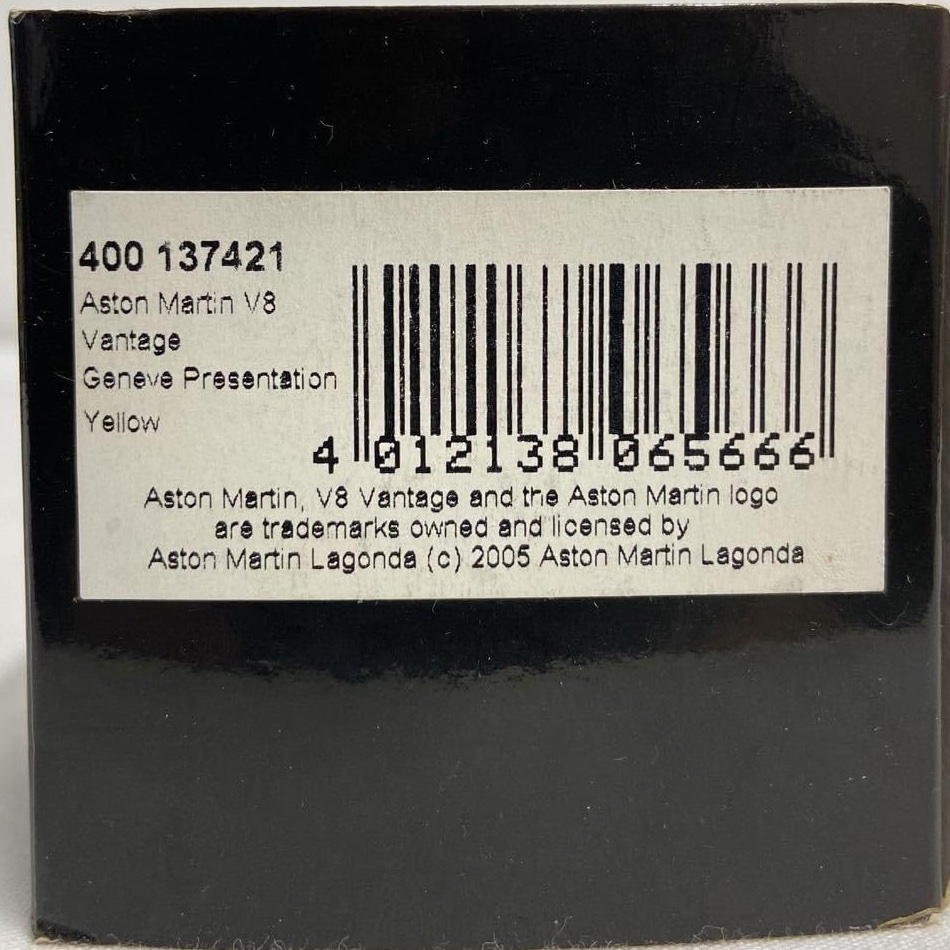 400 137421
Aston Martin V8
Vantage
Geneve Presentation
Yellow
4 012138 065666
Aston Martin, V8 Vantage and the Aston Martin logo
are trademarks owned and licensed by
Aston Martin Lagonda (c) 2005 Aston Martin Lagonda